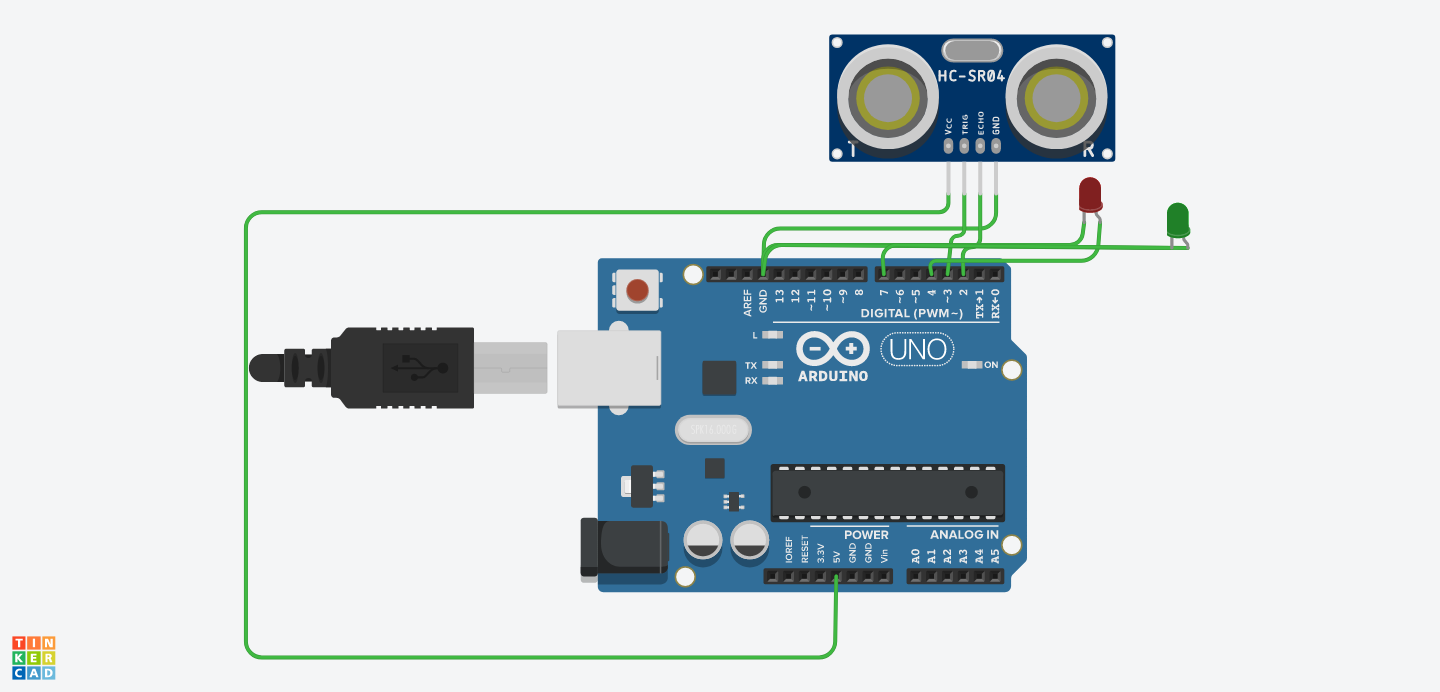 HC-SR04
VCC
TRIG
ECHO
GND
T
R
AREF
GND
13
12
~11
~10
~9
8
7
~6
~5
4
~3
2
TX→1
RX←0
DIGITAL (PWM~)
L
TX
RX
ARDUINO
UNO
ON
POWER
ANALOG IN
IOREF
RESET
3.3V
5V
GND
GND
Vin
A0
A1
A2
A3
A4
A5
TIN
KER
CAD